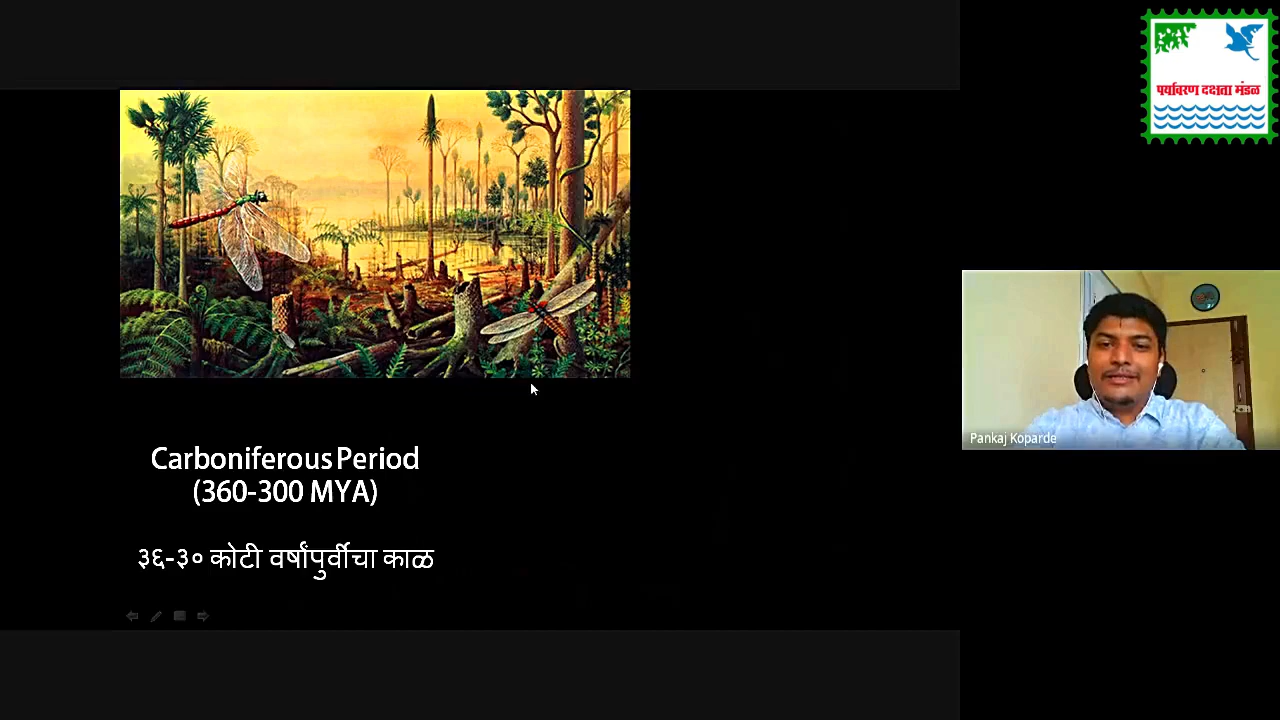 पर्यावरण दक्षता मंडळ
Pankaj Koparde
Carboniferous Period
(360-300 MYA)
३६-३० कोटी वर्षांपुर्वीचा काळ